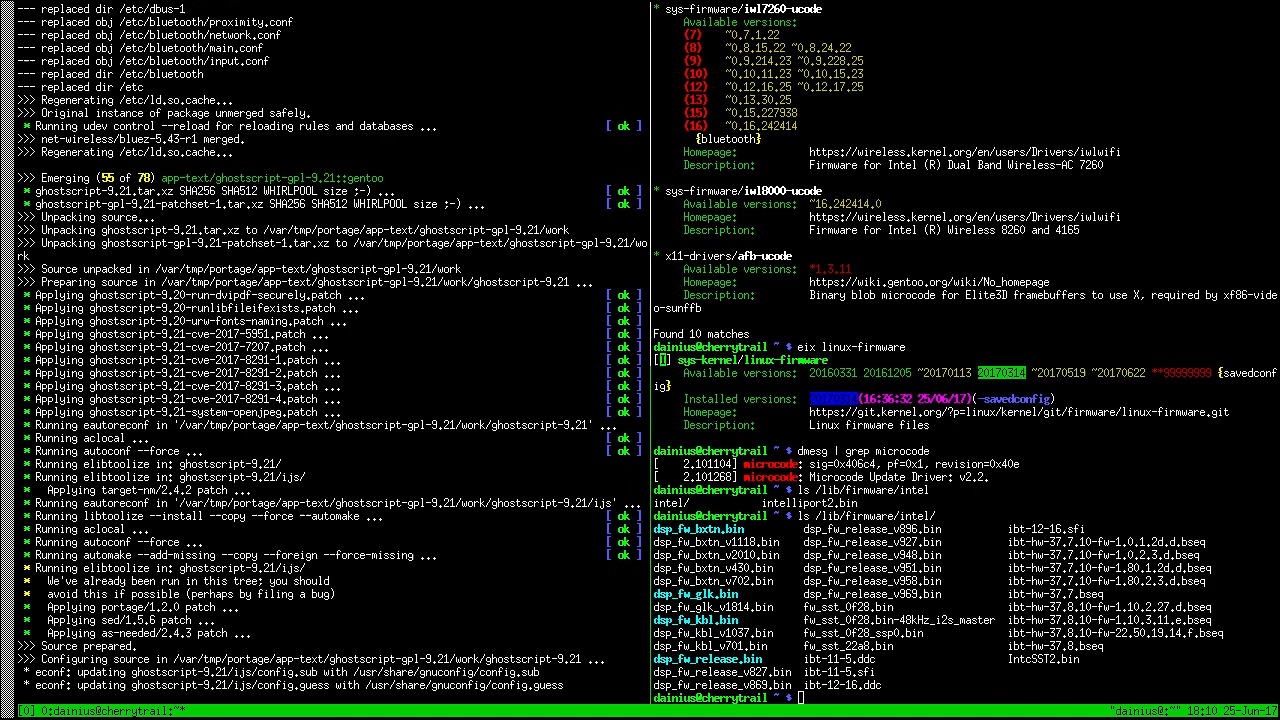 --- replaced dir /etc/dbus-1
--- replaced obj /etc/bluetooth/proximity.conf
--- replaced obj /etc/bluetooth/network.conf
--- replaced obj /etc/bluetooth/main.conf
--- replaced obj /etc/bluetooth/input.conf
--- replaced dir /etc/bluetooth
--- replaced dir /etc
>>> Regenerating /etc/ld.so.cache...
>>> Original instance of package unmerged safely.
* Running udev control --reload for reloading rules and databases ... [ ok ]
>>> net-wireless/bluez-5.43-r1 merged.
>>> Regenerating /etc/ld.so.cache...
>>> Emerging (55 of 78) app-text/ghostscript-gpl-9.21::gentoo
* ghostscript-9.21.tar.xz SHA256 SHA512 WHIRLPOOL size ;-) ... [ ok ]
* ghostscript-gpl-9.21-patchset-1.tar.xz SHA256 SHA512 WHIRLPOOL size ;-) ... [ ok ]
>>> Unpacking source...
>>> Unpacking ghostscript-9.21.tar.xz to /var/tmp/portage/app-text/ghostscript-gpl-9.21/work
>>> Unpacking ghostscript-gpl-9.21-patchset-1.tar.xz to /var/tmp/portage/app-text/ghostscript-gpl-9.21/wo
rk
>>> Source unpacked in /var/tmp/portage/app-text/ghostscript-gpl-9.21/work
>>> Preparing source in /var/tmp/portage/app-text/ghostscript-gpl-9.21/work/ghostscript-9.21 ...
* Applying ghostscript-9.20-run-dvipdf-securely.patch ... [ ok ]
* Applying ghostscript-9.20-runlibfileifexists.patch ... [ ok ]
* Applying ghostscript-9.20-urw-fonts-naming.patch ... [ ok ]
* Applying ghostscript-9.21-cve-2017-5951.patch ... [ ok ]
* Applying ghostscript-9.21-cve-2017-7207.patch ... [ ok ]
* Applying ghostscript-9.21-cve-2017-8291-1.patch ... [ ok ]
* Applying ghostscript-9.21-cve-2017-8291-2.patch ... [ ok ]
* Applying ghostscript-9.21-cve-2017-8291-3.patch ... [ ok ]
* Applying ghostscript-9.21-cve-2017-8291-4.patch ... [ ok ]
* Applying ghostscript-9.21-system-openjpeg.patch ... [ ok ]
* Running eautoreconf in '/var/tmp/portage/app-text/ghostscript-gpl-9.21/work/ghostscript-9.21' ...
* Running aclocal ... [ ok ]
* Running autoconf --force ... [ ok ]
* Running elibtoolize in: ghostscript-9.21/
* Running elibtoolize in: ghostscript-9.21/ijs/
* Applying target-nm/2.4.2 patch ...
* Running eautoreconf in '/var/tmp/portage/app-text/ghostscript-gpl-9.21/work/ghostscript-9.21/ijs' ...
* Running libtoolize --install --copy --force --automake ... [ ok ]
* Running aclocal ... [ ok ]
* Running autoconf --force ... [ ok ]
* Running automake --add-missing --copy --foreign --force-missing ... [ ok ]
* Running elibtoolize in: ghostscript-9.21/ijs/
* We've already been run in this tree; you should
* avoid this if possible (perhaps by filing a bug)
* Applying portage/1.2.0 patch ...
* Applying sed/1.5.6 patch ...
* Applying as-needed/2.4.3 patch ...
>>> Source prepared.
>>> Configuring source in /var/tmp/portage/app-text/ghostscript-gpl-9.21/work/ghostscript-9.21 ...
* econf: updating ghostscript-9.21/ijs/config.sub with /usr/share/gnuconfig/config.sub
* econf: updating ghostscript-9.21/ijs/config.guess with /usr/share/gnuconfig/config.guess
* sys-firmware/iwl7260-ucode
Available versions:
(7) ~0.7.1.22
(8) ~0.8.15.22 ~0.8.24.22
(9) ~0.9.214.23 ~0.9.228.25
(10) ~0.10.11.23 ~0.10.15.23
(12) ~0.12.16.25 ~0.12.17.25
(13) ~0.13.30.25
(15) ~0.15.227938
(16) ~0.16.242414
{bluetooth}
Homepage: https://wireless.kernel.org/en/users/Drivers/iwlwifi
Description: Firmware for Intel (R) Dual Band Wireless-AC 7260
* sys-firmware/iwl8000-ucode
Available versions: ~16.242414.0
Homepage: https://wireless.kernel.org/en/users/Drivers/iwlwifi
Description: Firmware for Intel (R) Wireless 8260 and 4165
* x11-drivers/afb-ucode
Available versions: *1.3.11
Homepage: https://wiki.gentoo.org/wiki/No_homepage
Description: Binary blob microcode for Elite3D framebuffers to use X, required by xf86-vide
o-sunffb
Found 10 matches
dainius@cherrytrail ~ $ eix linux-firmware
[I] sys-kernel/linux-firmware
Available versions: 20160331 20161205 ~20170113 20170314 ~20170519 ~20170622 **99999999 {savedconf
ig}
Installed versions: 20170314(16:36:32 25/06/17)(-savedconfig)
Homepage: https://git.kernel.org/?p=linux/kernel/git/firmware/linux-firmware.git
Description: Linux firmware files
dainius@cherrytrail ~ $ dmesg | grep microcode
[    2.101104] microcode: sig=0x406c4, pf=0x1, revision=0x40e
[    2.101268] microcode: Microcode Update Driver: v2.2.
dainius@cherrytrail ~ $ ls /lib/firmware/intel
intel/ intelliport2.bin
dainius@cherrytrail ~ $ ls /lib/firmware/intel/
dsp_fw_bxtn.bin dsp_fw_release_v896.bin ibt-12-16.sfi
dsp_fw_bxtn_v1118.bin dsp_fw_release_v927.bin ibt-hw-37.7.10-fw-1.0.1.2d.d.bseq
dsp_fw_bxtn_v2010.bin dsp_fw_release_v948.bin ibt-hw-37.7.10-fw-1.0.2.3.d.bseq
dsp_fw_bxtn_v430.bin dsp_fw_release_v951.bin ibt-hw-37.7.10-fw-1.80.1.2d.d.bseq
dsp_fw_bxtn_v702.bin dsp_fw_release_v958.bin ibt-hw-37.7.10-fw-1.80.2.3.d.bseq
dsp_fw_glk.bin dsp_fw_release_v969.bin ibt-hw-37.7.bseq
dsp_fw_glk_v1814.bin fw_sst_0f28.bin ibt-hw-37.8.10-fw-1.10.2.27.d.bseq
dsp_fw_kbl.bin fw_sst_0f28.bin-48kHz_i2s_master ibt-hw-37.8.10-fw-1.10.3.11.e.bseq
dsp_fw_kbl_v1037.bin fw_sst_0f28_ssp0.bin ibt-hw-37.8.10-fw-22.50.19.14.f.bseq
dsp_fw_kbl_v701.bin fw_sst_22a8.bin ibt-hw-37.8.bseq
dsp_fw_release.bin ibt-11-5.ddc IntcSST2.bin
dsp_fw_release_v827.bin ibt-11-5.sfi
dsp_fw_release_v869.bin ibt-12-16.ddc
dainius@cherrytrail ~ $
[0] 0:dainius@cherrytrail:~* "dainius@:~" 18:10 25-Jun-17